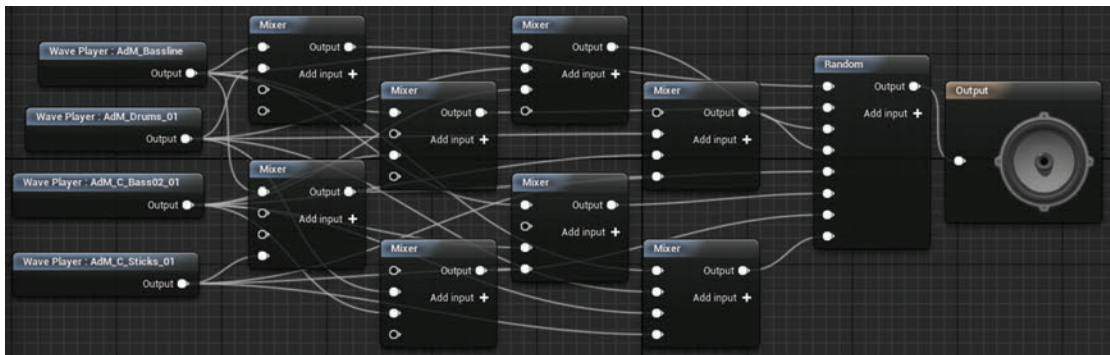 Mixer
Output
Add input
Mixer
Output
Add input
Wave Player : AdM_Bassline
Output
Random
Output
Add input
Mixer
Output
Add input
Mixer
Output
Add input
Output
Wave Player : AdM_Drums_01
Output
Mixer
Output
Add input
Wave Player : AdM_C_Bass02_01
Output
Mixer
Output
Add input
Wave Player : AdM_C_Sticks_01
Output
Mixer
Output
Add input
Mixer
Output
Add input